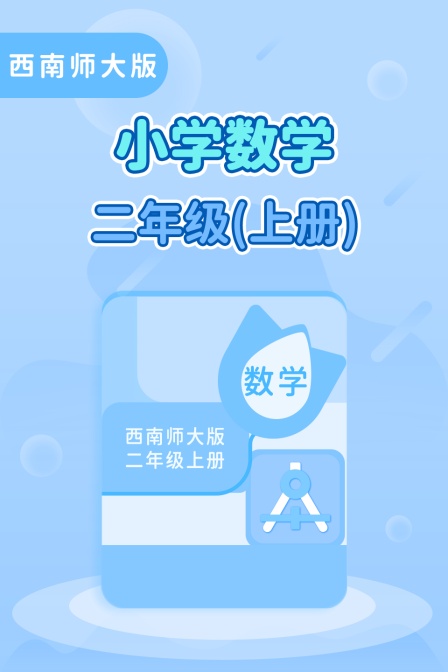 西南师大版
小学数学
二年级(上册)
数学
西南师大版
二年级上册